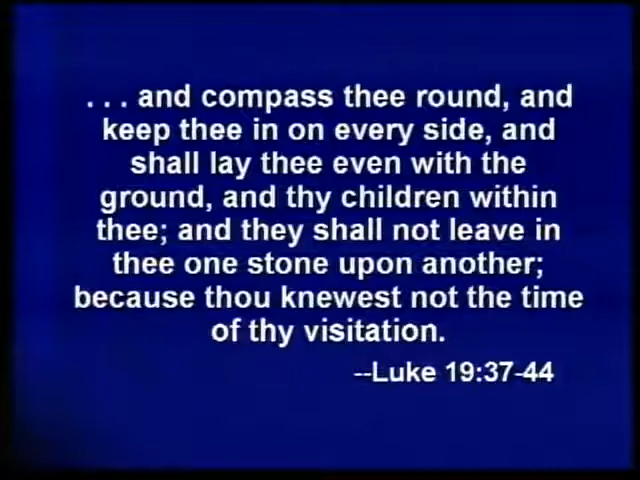 . . . and compass thee round, and
keep thee in on every side, and
shall lay thee even with the
ground, and thy children within
thee; and they shall not leave in
thee one stone upon another;
because thou knewest not the time
of thy visitation.
--Luke 19:37-44